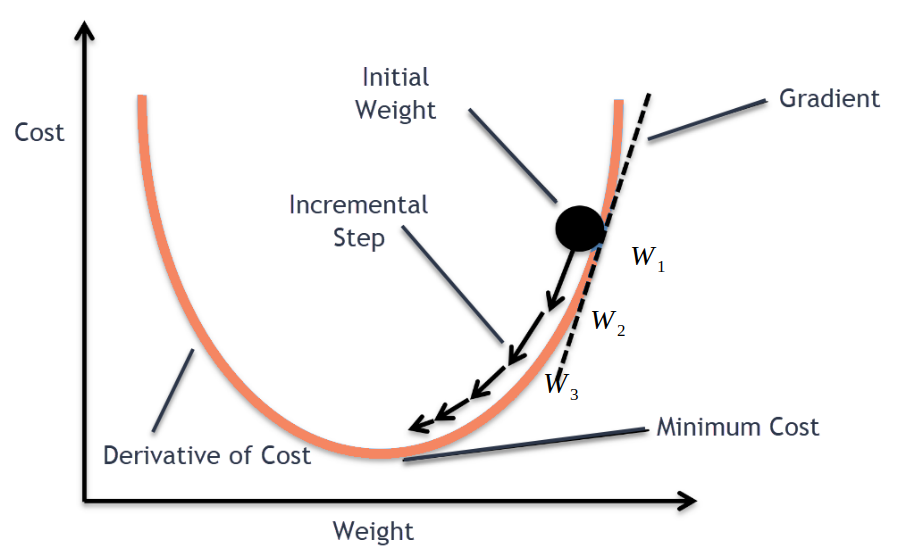 Initial
Weight
Gradient
Cost
Incremental
Step
W1
W2
W3
Minimum Cost
Derivative of Cost
Weight